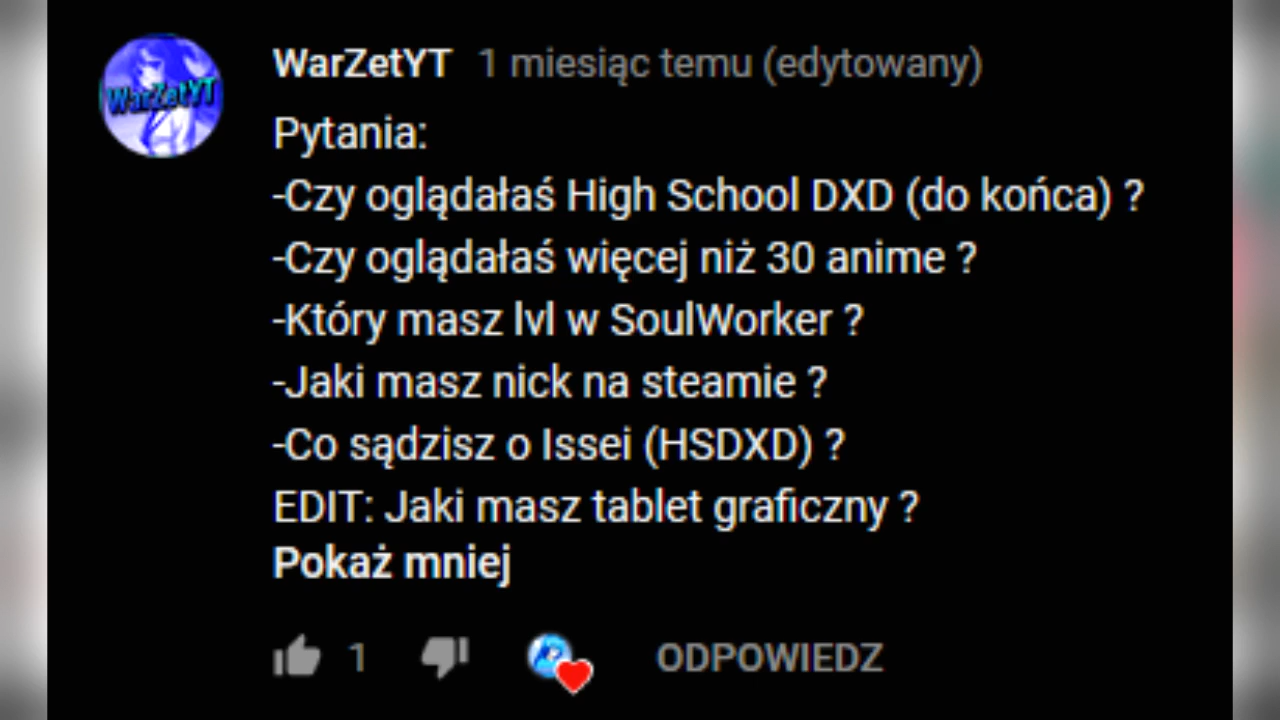 WarZetYT
WarZetYT 1 miesiąc temu (edytowany)
Pytania:
-Czy oglądałaś High School DXD (do końca) ?
-Czy oglądałaś więcej niż 30 anime ?
-Który masz lvl w SoulWorker ?
-Jaki masz nick na steamie ?
-Co sądzisz o Issei (HSDXD) ?
EDIT: Jaki masz tablet graficzny ?
Pokaż mniej
1 ODPOWIEDZ